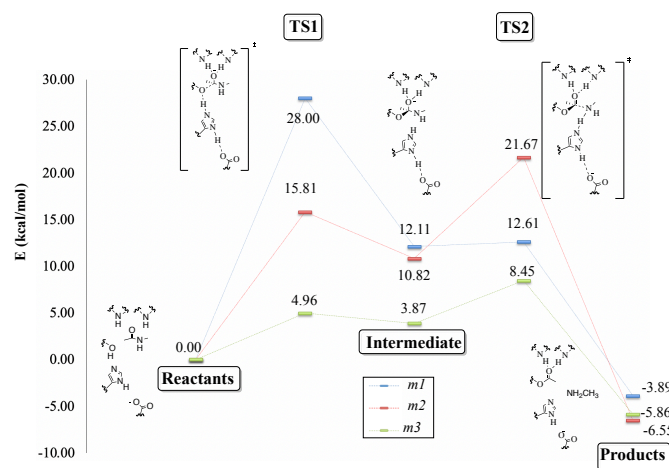 TS1
TS2
30.00
25.00
20.00
15.00
10.00
5.00
0.00
-5.00
-10.00
E (kcal/mol)
28.00
15.81
4.96
12.11
10.82
3.87
21.67
12.61
8.45
0.00
-3.89
-5.86
-6.55
Reactants
Intermediate
Products
m1
m2
m3
NH₂CH₃